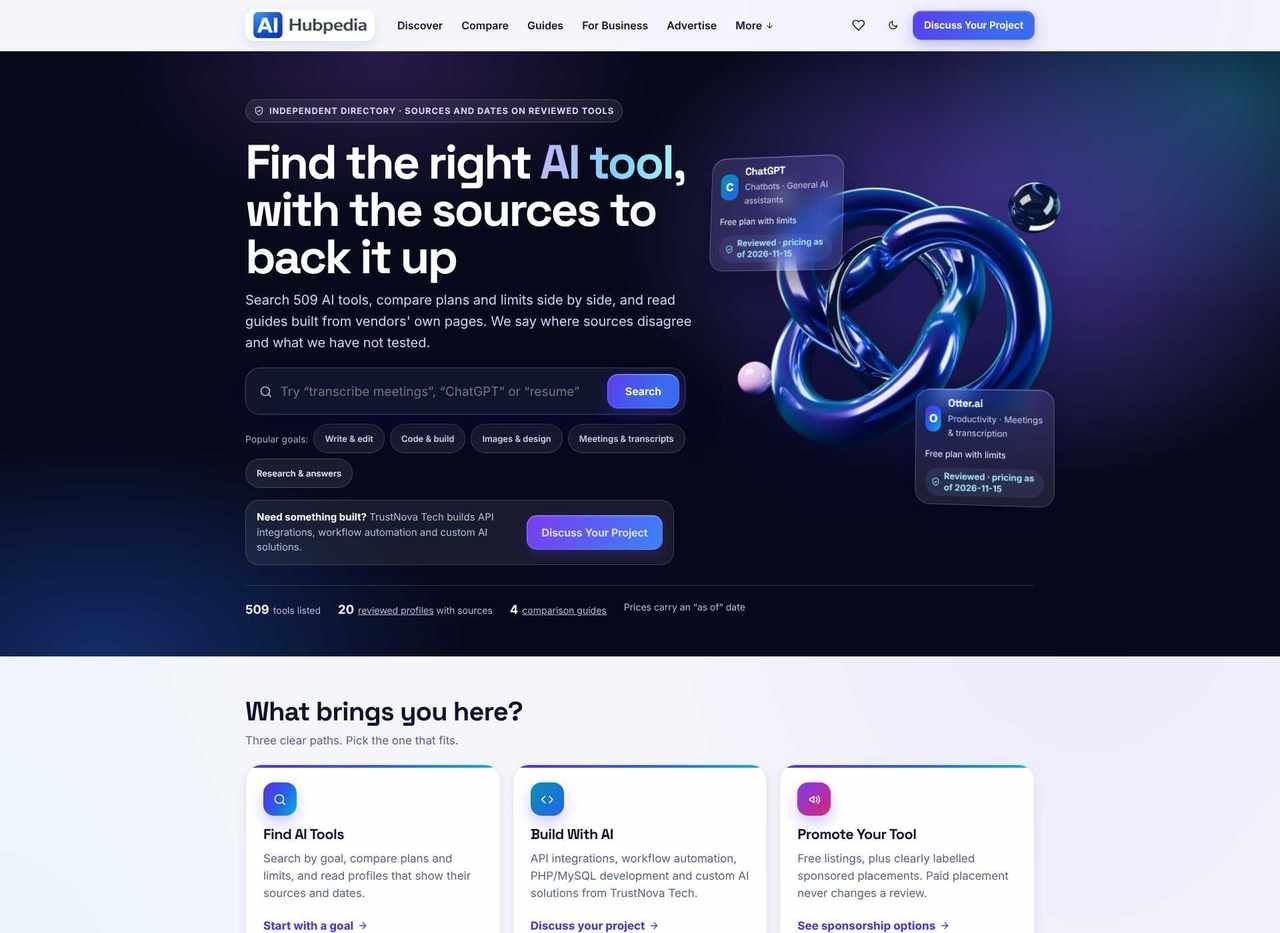 AI Hubpedia
Discover Compare Guides For Business Advertise More ↓
Discuss Your Project
INDEPENDENT DIRECTORY · SOURCES AND DATES ON REVIEWED TOOLS
Find the right AI tool,
with the sources to
back it up
Search 509 AI tools, compare plans and limits side by side, and read
guides built from vendors' own pages. We say where sources disagree
and what we have not tested.
Try “transcribe meetings”, “ChatGPT” or “resume”
Search
Popular goals: Write & edit Code & build Images & design Meetings & transcripts
Research & answers
Need something built? TrustNova Tech builds API
integrations, workflow automation and custom AI
solutions.
Discuss Your Project
C
ChatGPT
Chatbots · General AI
assistants
Free plan with limits
Reviewed · pricing as
of 2026-11-15
O
Otter.ai
Productivity · Meetings
& transcription
Free plan with limits
Reviewed · pricing as
of 2026-11-15
509 tools listed 20 reviewed profiles with sources 4 comparison guides Prices carry an “as of” date
What brings you here?
Three clear paths. Pick the one that fits.
Find AI Tools
Search by goal, compare plans and
limits, and read profiles that show their
sources and dates.
Start with a goal →
Build With AI
API integrations, workflow automation,
PHP/MySQL development and custom AI
solutions from TrustNova Tech.
Discuss your project →
Promote Your Tool
Free listings, plus clearly labelled
sponsored placements. Paid placement
never changes a review.
See sponsorship options →